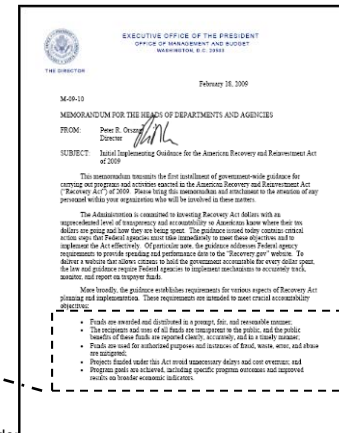 EXECUTIVE OFFICE OF THE PRESIDENT
OFFICE OF MANAGEMENT AND BUDGET
WASHINGTON, D.C. 20503
THE DIRECTOR
February 18, 2009
M-09-10
MEMORANDUM FOR THE HEADS OF DEPARTMENTS AND AGENCIES
FROM: Peter R. Orszag
Director
SUBJECT: Initial Implementing Guidance for the American Recovery and Reinvestment Act
of 2009
This memorandum transmits the first installment of government-wide guidance for
carrying out programs and activities enacted in the American Recovery and Reinvestment Act
("Recovery Act") of 2009. Please bring this memorandum and attachment to the attention of any
personnel within your organization who will be involved in these matters.
The Administration is committed to investing Recovery Act dollars with an
unprecedented level of transparency and accountability so Americans know where their tax
dollars are going and how they are being spent. The guidance issued today contains critical
action steps that Federal agencies must take immediately to meet these objectives and to
implement the Act effectively. Of particular note, the guidance addresses Federal agency
requirements to provide spending and performance data to the "Recovery.gov" website. To
deliver a website that allows citizens to hold the government accountable for every dollar spent,
the law and guidance require Federal agencies to implement mechanisms to accurately track,
monitor, and report on taxpayer funds.
More broadly, the guidance establishes requirements for various aspects of Recovery Act
planning and implementation. These requirements are intended to meet crucial accountability
objectives:
• Funds are awarded and distributed in a prompt, fair, and reasonable manner;
• The recipients and uses of all funds are transparent to the public, and the public
benefits of these funds are reported clearly, accurately, and in a timely manner;
• Funds are used for authorized purposes and instances of fraud, waste, error, and abuse
are mitigated;
• Projects funded under this Act avoid unnecessary delays and cost overruns; and
• Program goals are achieved, including specific program outcomes and improved
results on broader economic indicators.